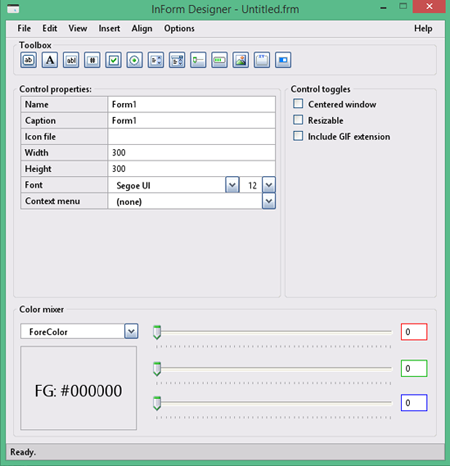 InForm Designer - Untitled.frm
File Edit View Insert Align Options Help
Toolbox
ab A ab
Control properties:
Name Form1
Caption Form1
Icon file
Width 300
Height 300
Font Segoe UI 12
Context menu (none)
Control toggles
Centered window
Resizable
Include GIF extension
Color mixer
ForeColor
0
FG: #000000
0
0
Ready.